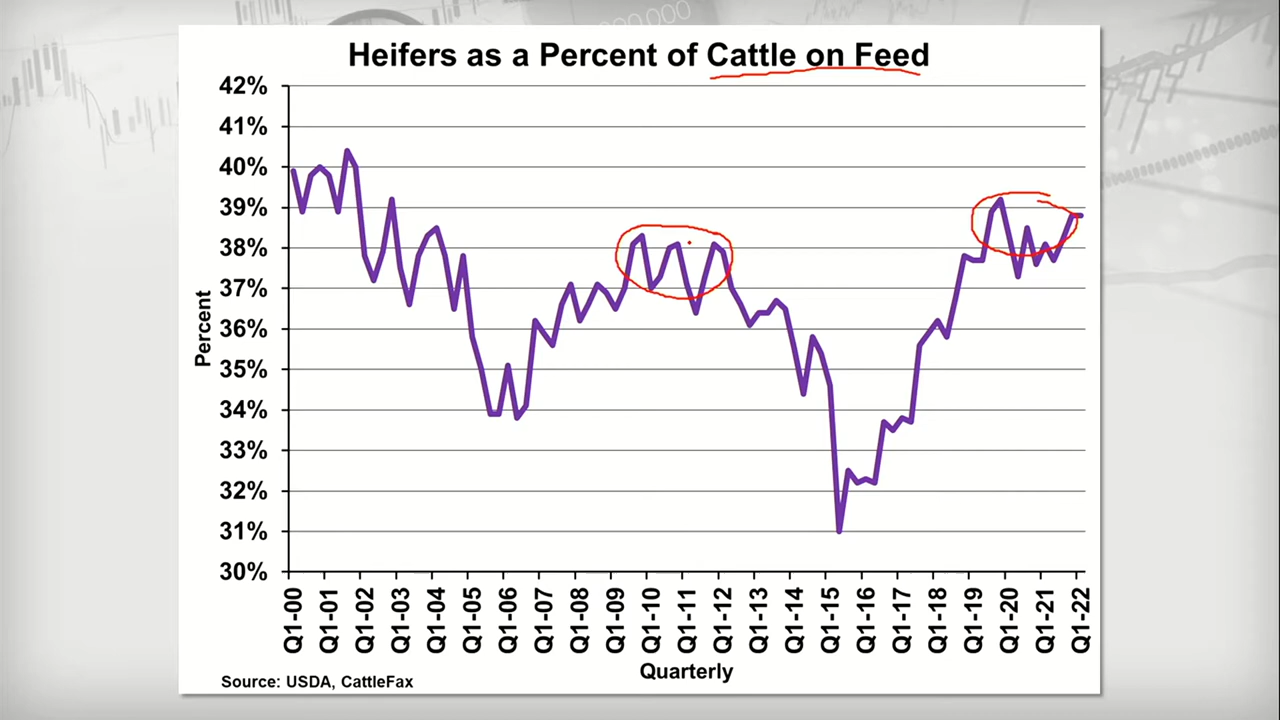 000,000
Heifers as a Percent of Cattle on Feed
42%
41%
40%
39%
38%
37%
36%
35%
34%
33%
32%
31%
30%
Percent
Q1-00
Q1-01
Q1-02
Q1-03
Q1-04
Q1-05
Q1-06
Q1-07
Q1-08
Q1-09
Q1-10
Q1-11
Q1-12
Q1-13
Q1-14
Q1-15
Q1-16
Q1-17
Q1-18
Q1-19
Q1-20
Q1-21
Q1-22
Quarterly
Source: USDA, CattleFax